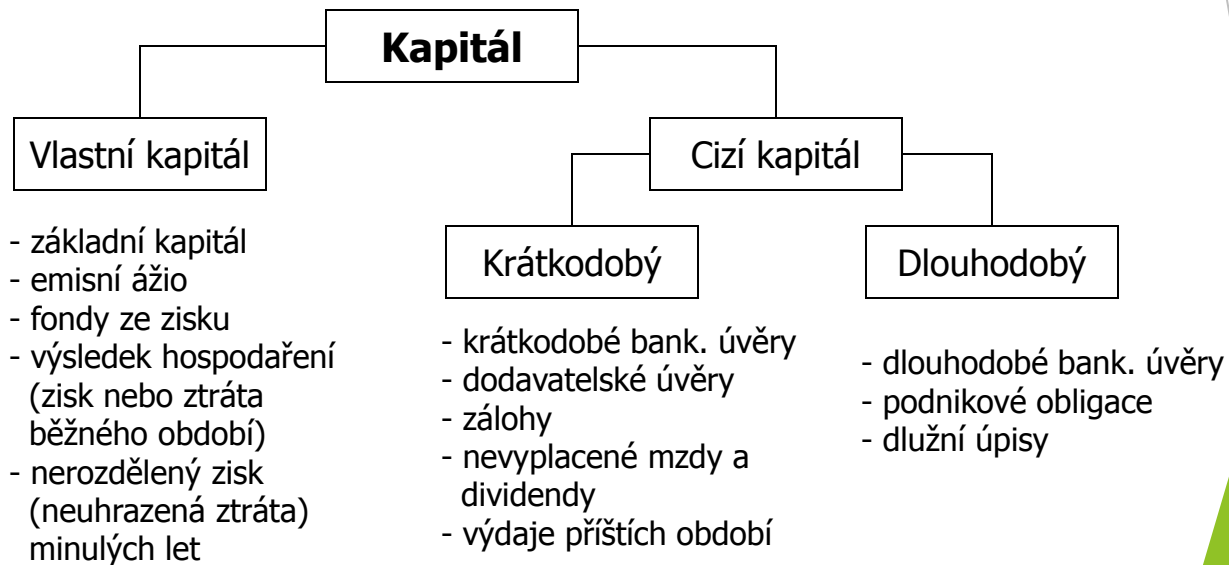 Kapitál
Vlastní kapitál
- základní kapitál
- emisní ážio
- fondy ze zisku
- výsledek hospodaření
(zisk nebo ztráta
běžného období)
- nerozdělený zisk
(neuhrazená ztráta)
minulých let
Cizí kapitál
Krátkodobý
- krátkodobé bank. úvěry
- dodavatelské úvěry
- zálohy
- nevyplacené mzdy a
dividendy
- výdaje příštích období
Dlouhodobý
- dlouhodobé bank. úvěry
- podnikové obligace
- dlužní úpisy